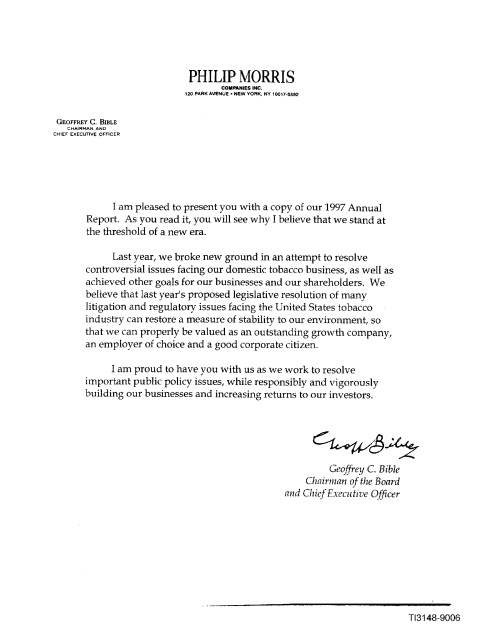 PHILIP MORRIS
COMPANIES INC.
120 PARK AVENUE • NEW YORK, NY 10017-5592
GEOFFREY C. BIBLE
CHAIRMAN AND
CHIEF EXECUTIVE OFFICER
I am pleased to present you with a copy of our 1997 Annual
Report. As you read it, you will see why I believe that we stand at
the threshold of a new era.
Last year, we broke new ground in an attempt to resolve
controversial issues facing our domestic tobacco business, as well as
achieved other goals for our businesses and our shareholders. We
believe that last year's proposed legislative resolution of many
litigation and regulatory issues facing the United States tobacco
industry can restore a measure of stability to our environment, so
that we can properly be valued as an outstanding growth company,
an employer of choice and a good corporate citizen.
I am proud to have you with us as we work to resolve
important public policy issues, while responsibly and vigorously
building our businesses and increasing returns to our investors.
Geoff Bible
Geoffrey C. Bible
Chairman of the Board
and Chief Executive Officer
TI3148-9006